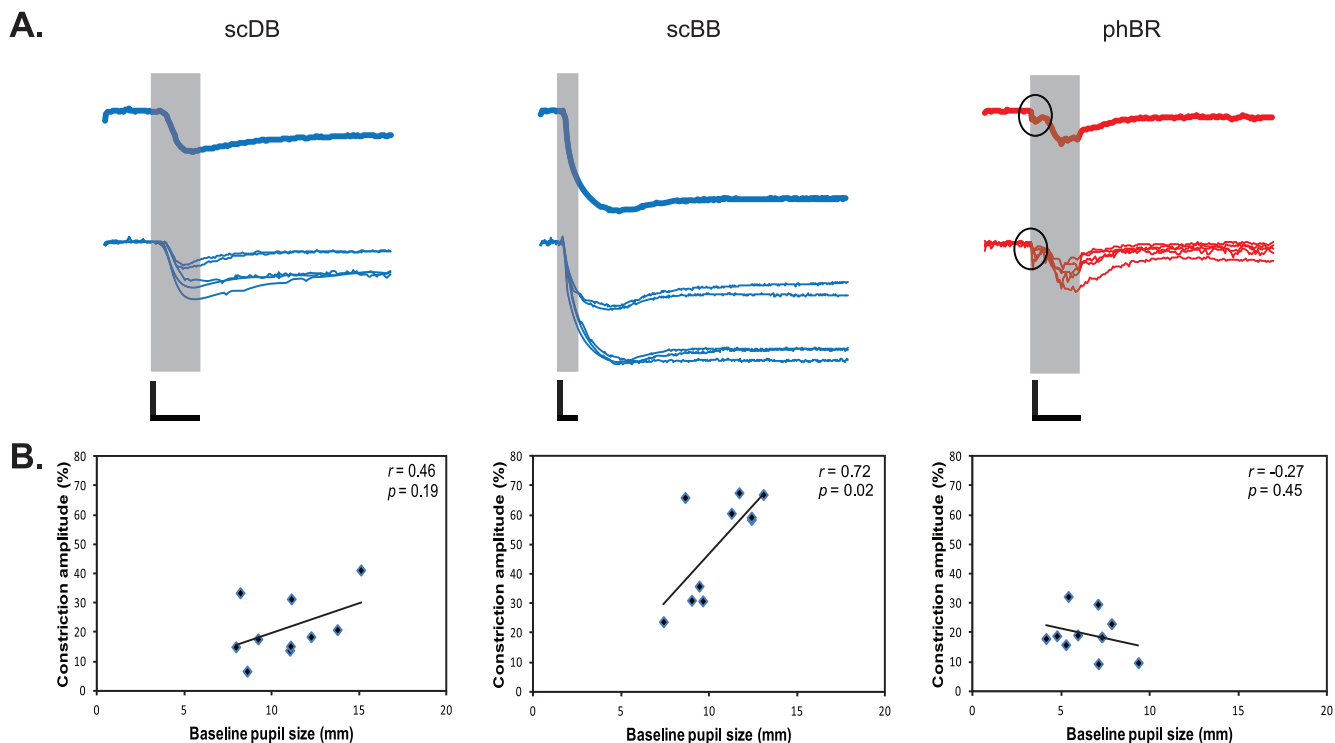 A.
scDB
scBB
phBR
B.
Constriction amplitude (%)
80
70
60
50
40
30
20
10
0
r = 0.46
p = 0.19
0
5
10
15
20
Baseline pupil size (mm)
Constriction amplitude (%)
80
70
60
50
40
30
20
10
0
r = 0.72
p = 0.02
0
5
10
15
20
Baseline pupil size (mm)
Constriction amplitude (%)
80
70
60
50
40
30
20
10
0
r = -0.27
p = 0.45
0
5
10
15
20
Baseline pupil size (mm)